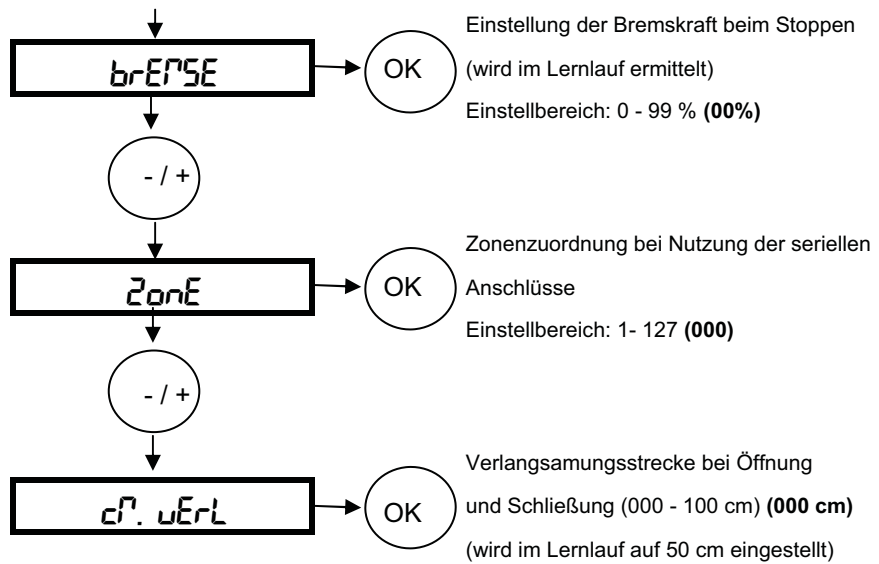 Einstellung der Bremskraft beim Stoppen
brEMSE
OK
(wird im Lernlauf ermittelt)
Einstellbereich: 0 - 99 % (00%)
- / +
Zonenzuordnung bei Nutzung der seriellen
ZonE
OK
Anschlüsse
Einstellbereich: 1- 127 (000)
- / +
Verlangsamungsstrecke bei Öffnung
cM. vErL
OK
und Schließung (000 - 100 cm) (000 cm)
(wird im Lernlauf auf 50 cm eingestellt)